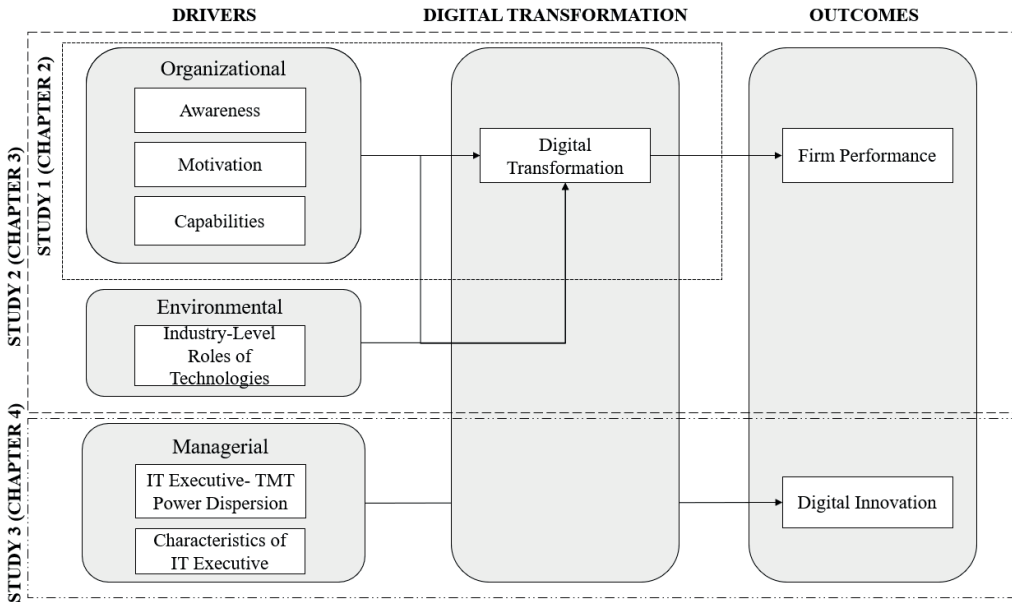 DRIVERS
DIGITAL TRANSFORMATION
OUTCOMES
STUDY 2 (CHAPTER 3)
STUDY 1 (CHAPTER 2)
Organizational
Awareness
Motivation
Capabilities
Digital
Transformation
Firm Performance
Environmental
Industry-Level
Roles of
Technologies
STUDY 3 (CHAPTER 4)
Managerial
IT Executive- TMT
Power Dispersion
Characteristics of
IT Executive
Digital Innovation